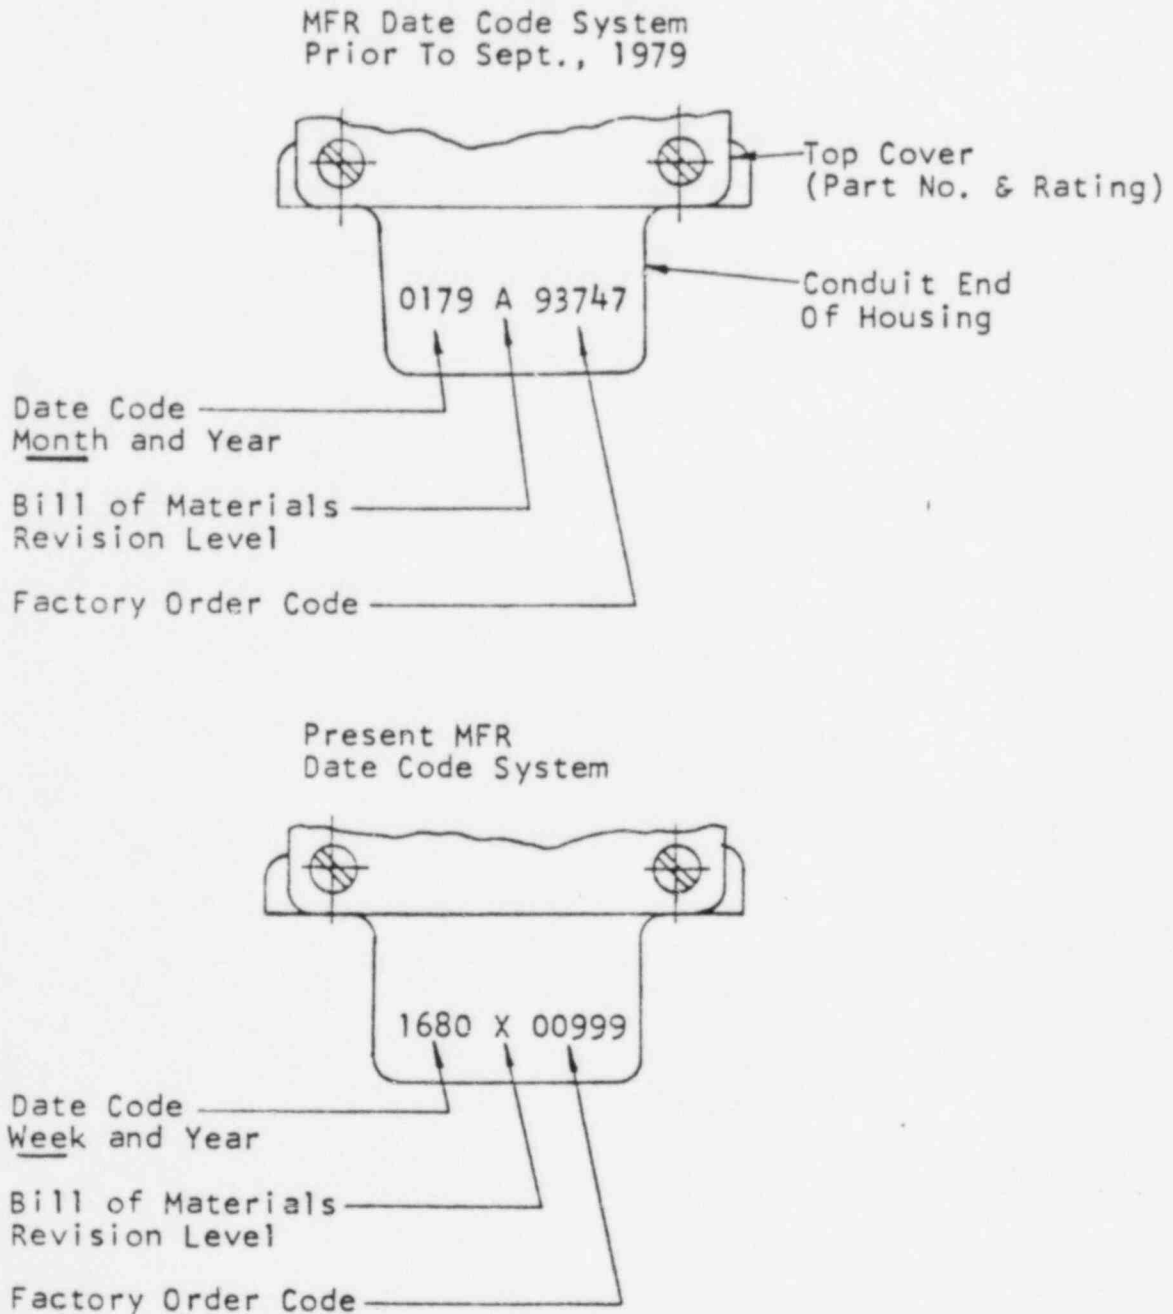 MFR Date Code System
Prior To Sept., 1979
Top Cover
(Part No. & Rating)
Conduit End
Of Housing
0179 A 93747
Date Code
Month and Year
Bill of Materials
Revision Level
Factory Order Code
Present MFR
Date Code System
1680 X 00999
Date Code
Week and Year
Bill of Materials
Revision Level
Factory Order Code